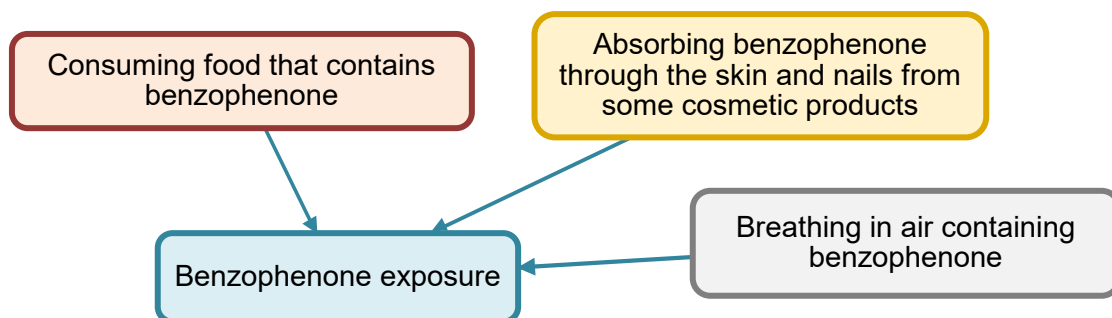 Consuming food that contains
benzophenone
Absorbing benzophenone
through the skin and nails from
some cosmetic products
Breathing in air containing
benzophenone
Benzophenone exposure